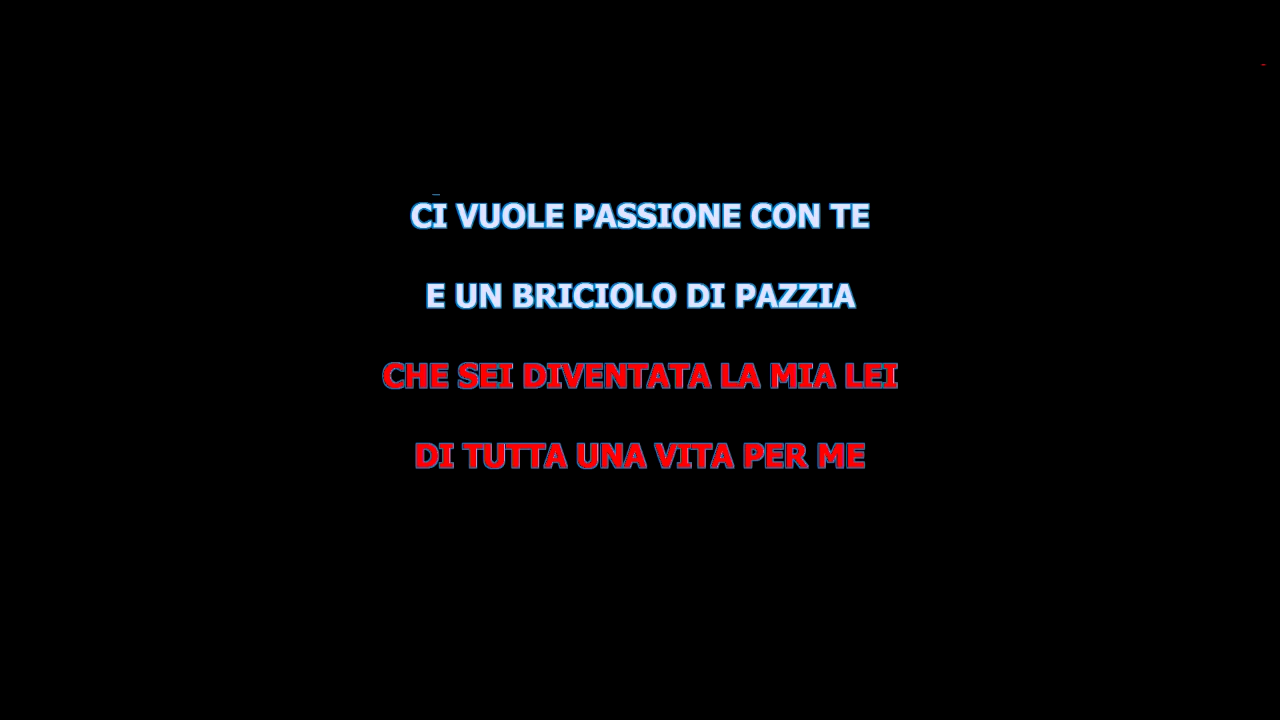 CI VUOLE PASSIONE CON TE
E UN BRICIOLO DI PAZZIA
CHE SEI DIVENTATA LA MIA LEI
DI TUTTA UNA VITA PER ME